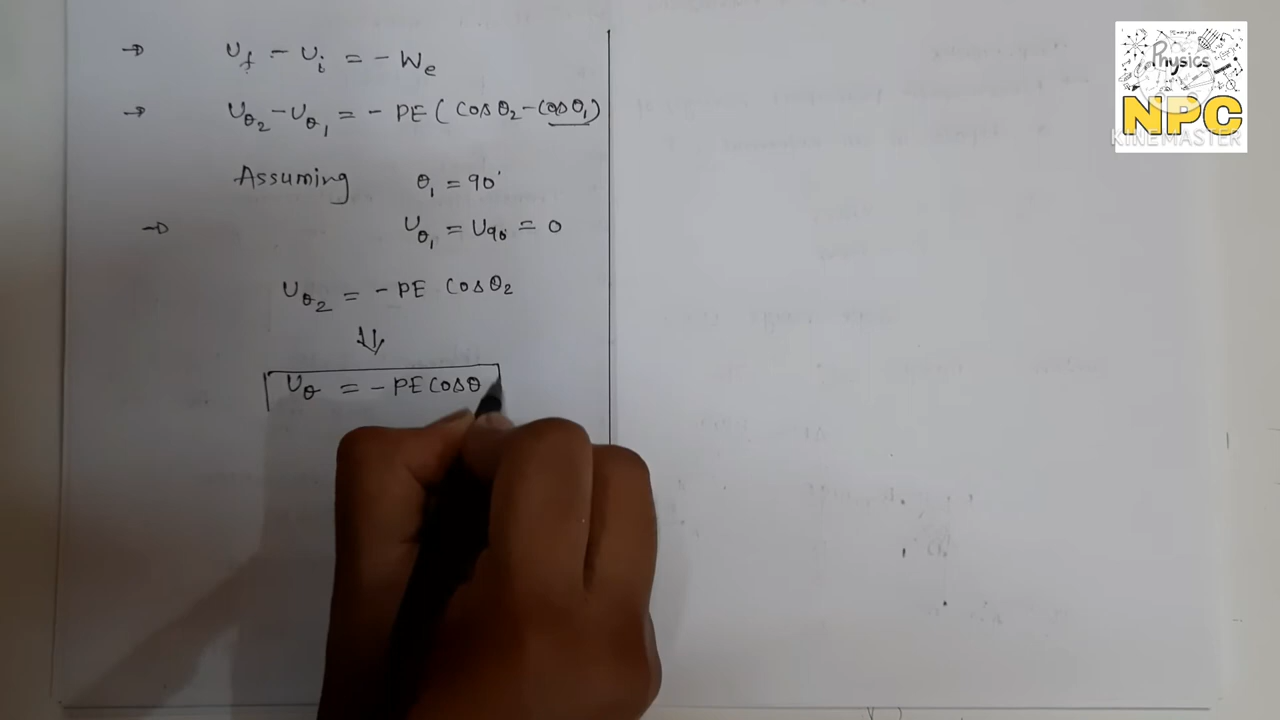 → U_f - U_i = - W_e
→ U_θ₂ - U_θ₁ = - PE ( Cos θ₂ - Cos θ₁ )
Assuming θ₁ = 90°
→ U_θ₁ = U_90° = 0
U_θ₂ = - PE Cos θ₂
⇓
U_θ = - PE Cos θ
Physics
NPC
KINEMASTER